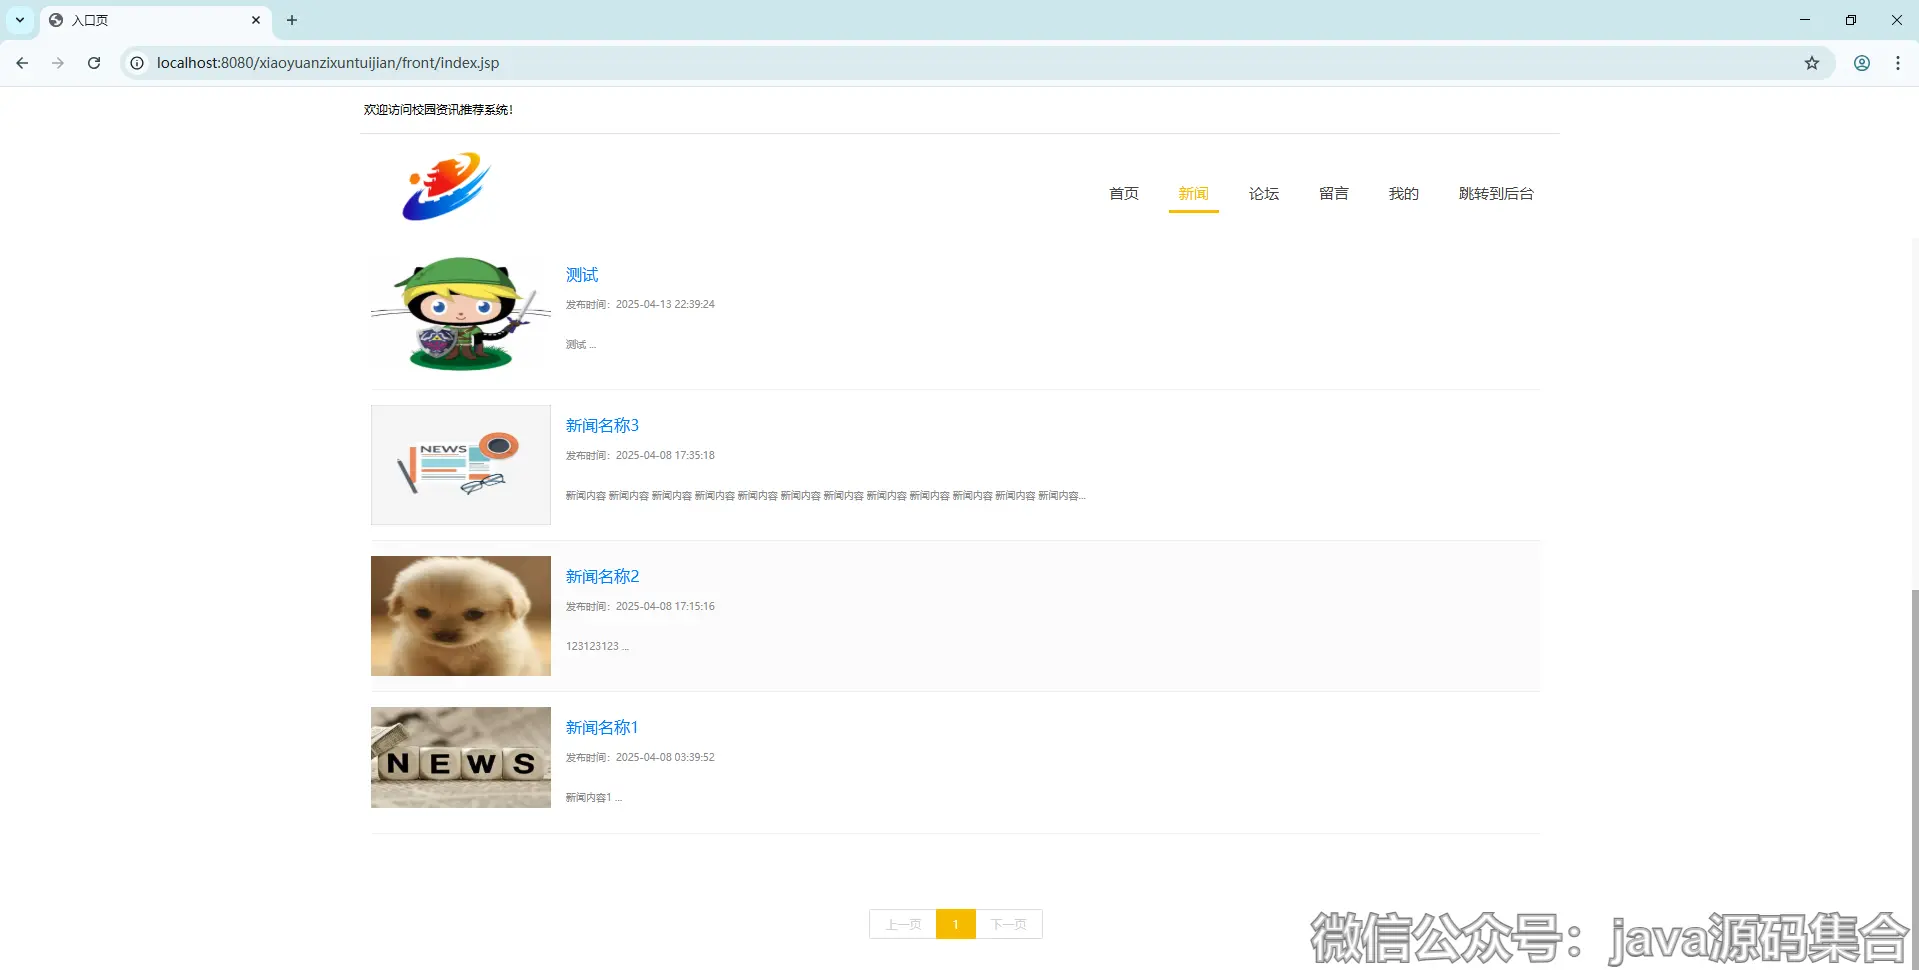 入口页
localhost:8080/xiaoyuanzixuntuijian/front/index.jsp
欢迎访问校园资讯推荐系统!
首页 新闻 论坛 留言 我的 跳转到后台
测试
发布时间：2025-04-13 22:39:24
测试 ...
NEWS
新闻名称3
发布时间：2025-04-08 17:35:18
新闻内容 新闻内容 新闻内容 新闻内容 新闻内容 新闻内容 新闻内容 新闻内容 新闻内容 新闻内容 新闻内容 新闻内容...
新闻名称2
发布时间：2025-04-08 17:15:16
123123123 ...
NEWS
新闻名称1
发布时间：2025-04-08 03:39:52
新闻内容1 ...
上一页 1 下一页
微信公众号：java源码集合